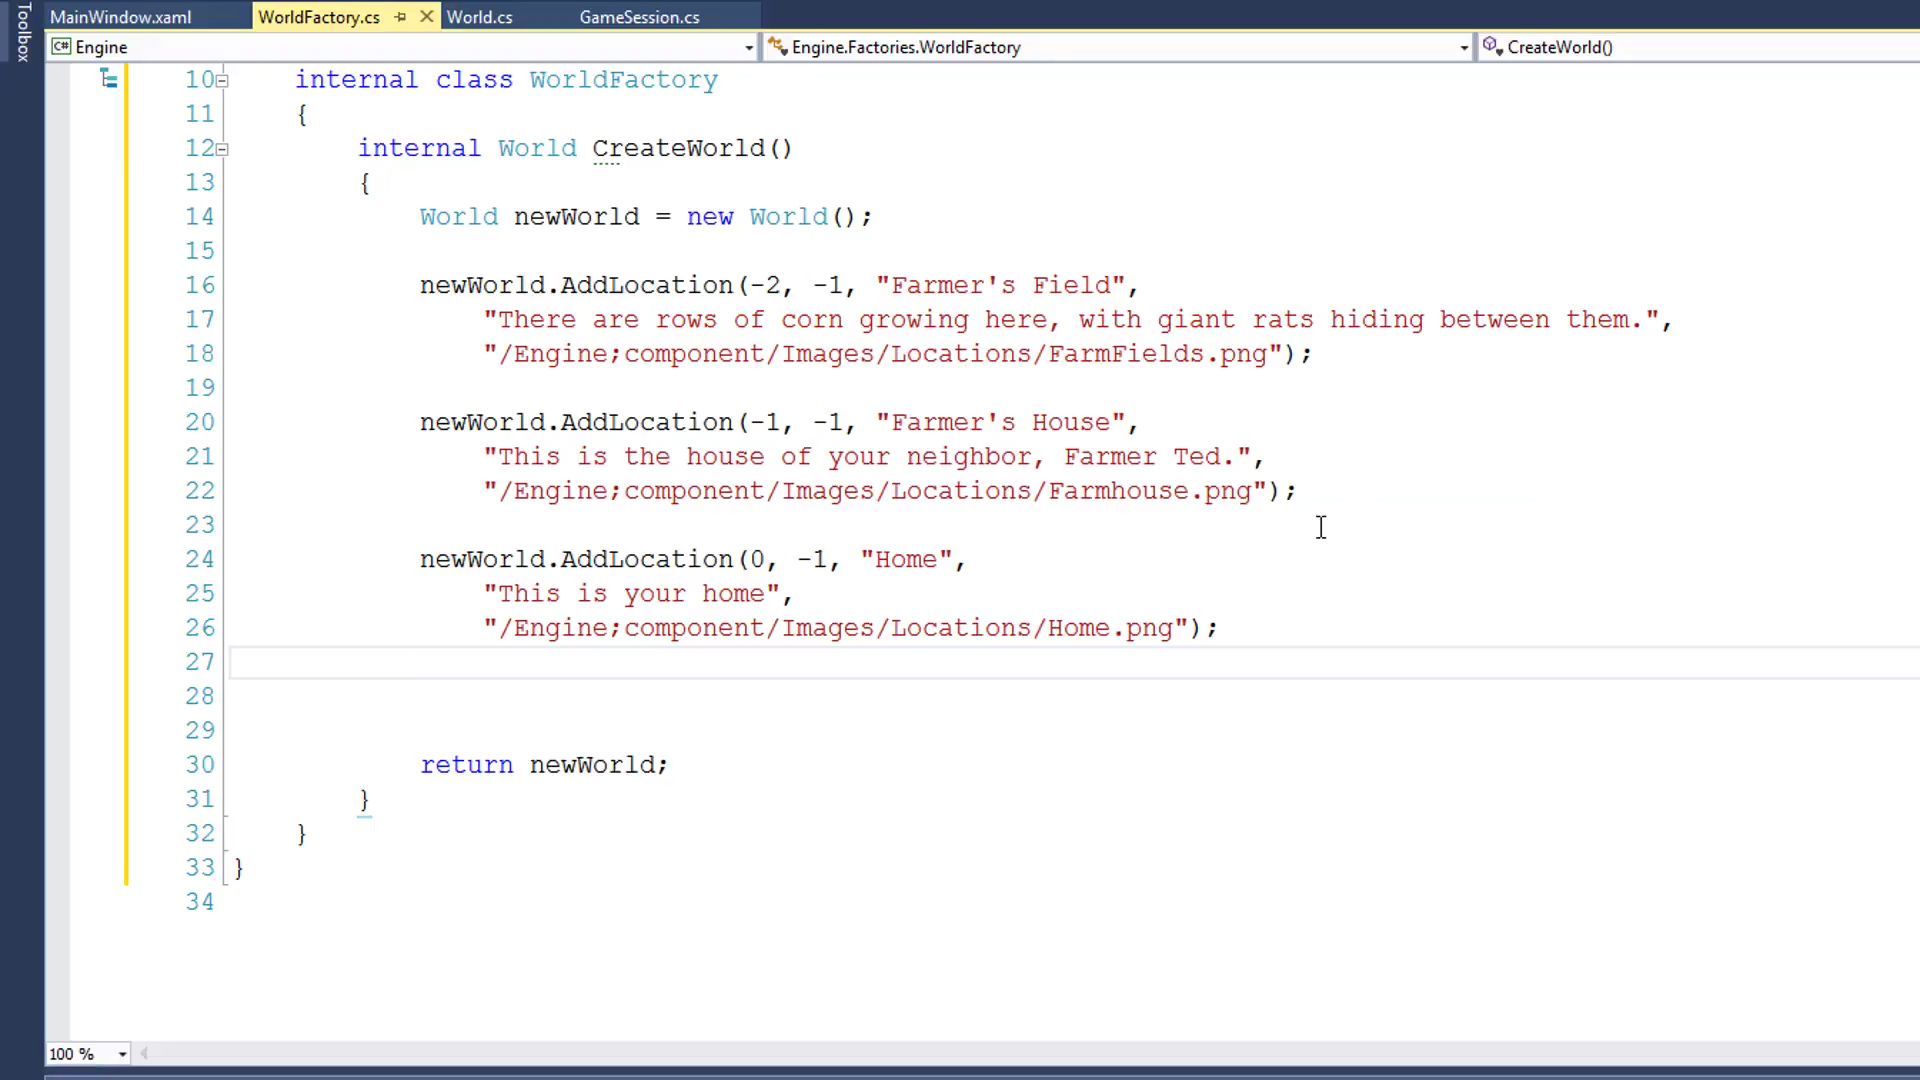 Toolbox
MainWindow.xaml WorldFactory.cs World.cs GameSession.cs
C# Engine Engine.Factories.WorldFactory CreateWorld()
10 internal class WorldFactory
11 {
12 internal World CreateWorld()
13 {
14 World newWorld = new World();
15
16 newWorld.AddLocation(-2, -1, "Farmer's Field",
17 "There are rows of corn growing here, with giant rats hiding between them.",
18 "/Engine;component/Images/Locations/FarmFields.png");
19
20 newWorld.AddLocation(-1, -1, "Farmer's House",
21 "This is the house of your neighbor, Farmer Ted.",
22 "/Engine;component/Images/Locations/Farmhouse.png");
23
24 newWorld.AddLocation(0, -1, "Home",
25 "This is your home",
26 "/Engine;component/Images/Locations/Home.png");
27
28
29
30 return newWorld;
31 }
32 }
33 }
34
100 %